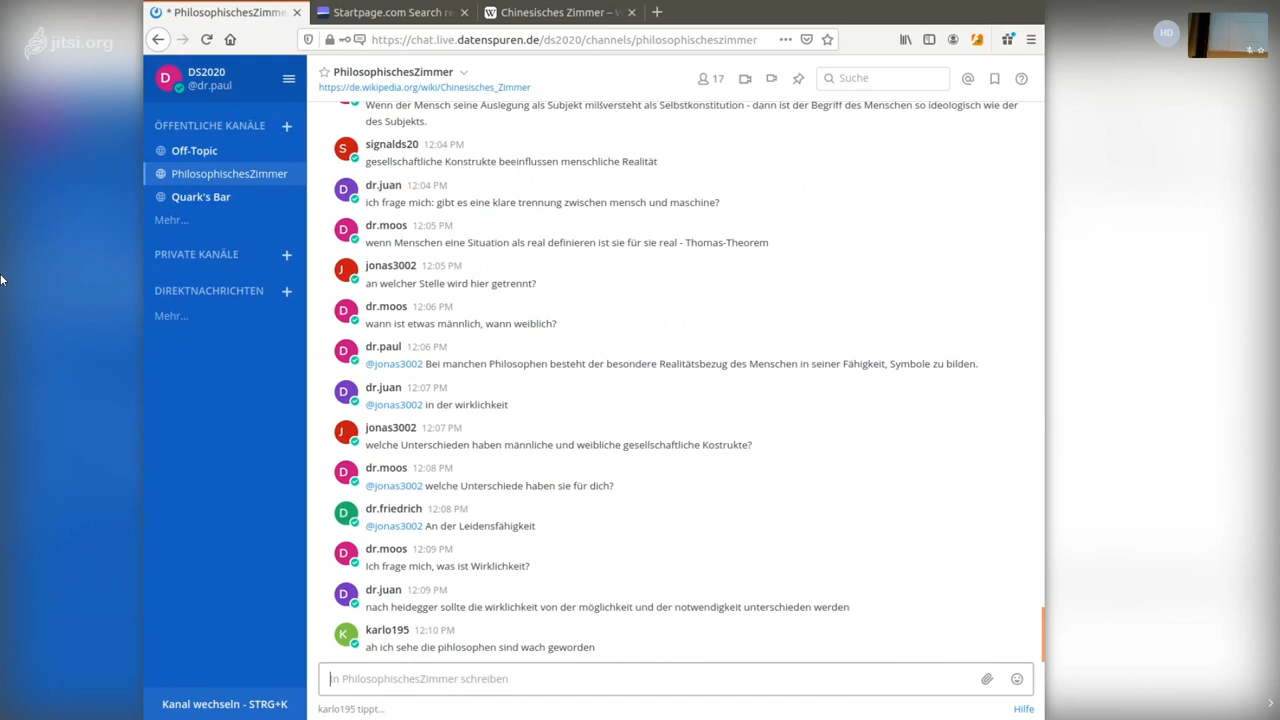 * PhilosophischesZimmer -
Startpage.com Search re
Chinesisches Zimmer – W
https://chat.live.datenspuren.de/ds2020/channels/philosophischeszimmer
jitsi.org
HD
D
DS2020
@dr.paul
ÖFFENTLICHE KANÄLE
Off-Topic
PhilosophischesZimmer
Quark's Bar
Mehr...
PRIVATE KANÄLE
DIREKTNACHRICHTEN
Mehr...
Kanal wechseln - STRG+K
PhilosophischesZimmer
https://de.wikipedia.org/wiki/Chinesisches_Zimmer
17
Suche
Wenn der Mensch seine Auslegung als Subjekt milsversteht als Selbstkonstitution - dann ist der Begriff des Menschen so ideologisch wie der
des Subjekts.
S
signalds20 12:04 PM
gesellschaftliche Konstrukte beeinflussen menschliche Realität
D
dr.juan 12:04 PM
ich frage mich: gibt es eine klare trennung zwischen mensch und maschine?
D
dr.moos 12:05 PM
wenn Menschen eine Situation als real definieren ist sie für sie real - Thomas-Theorem
J
jonas3002 12:05 PM
an welcher Stelle wird hier getrennt?
D
dr.moos 12:06 PM
wann ist etwas männlich, wann weiblich?
D
dr.paul 12:06 PM
@jonas3002 Bei manchen Philosophen besteht der besondere Realitätsbezug des Menschen in seiner Fähigkeit, Symbole zu bilden.
D
dr.juan 12:07 PM
@jonas3002 in der wirklichkeit
J
jonas3002 12:07 PM
welche Unterschieden haben männliche und weibliche gesellschaftliche Kostrukte?
D
dr.moos 12:08 PM
@jonas3002 welche Unterschiede haben sie für dich?
D
dr.friedrich 12:08 PM
@jonas3002 An der Leidensfähigkeit
D
dr.moos 12:09 PM
Ich frage mich, was ist Wirklichkeit?
D
dr.juan 12:09 PM
nach heidegger sollte die wirklichkeit von der möglichkeit und der notwendigkeit unterschieden werden
K
karlo195 12:10 PM
ah ich sehe die pihlosophen sind wach geworden
In PhilosophischesZimmer schreiben
karlo195 tippt...
Hilfe